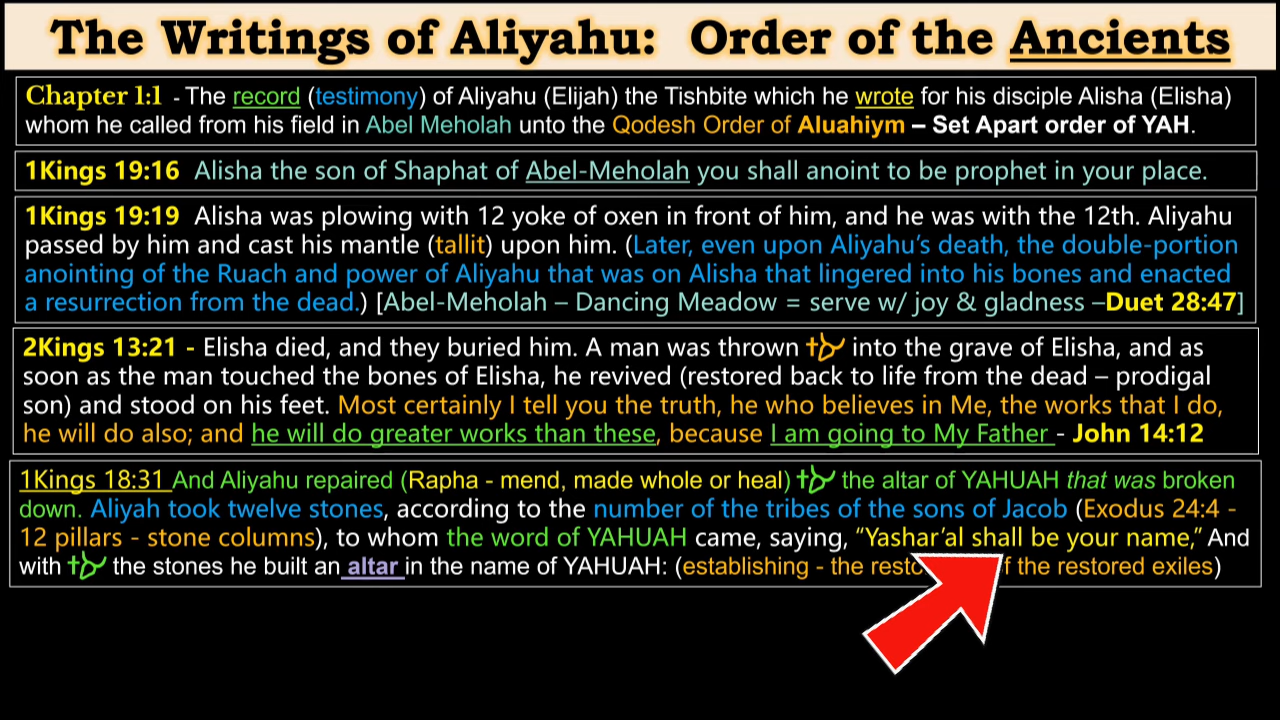 The Writings of Aliyahu: Order of the Ancients
Chapter 1:1 - The record (testimony) of Aliyahu (Elijah) the Tishbite which he wrote for his disciple Alisha (Elisha)
whom he called from his field in Abel Meholah unto the Qodesh Order of Aluahiym – Set Apart order of YAH.
1Kings 19:16 Alisha the son of Shaphat of Abel-Meholah you shall anoint to be prophet in your place.
1Kings 19:19 Alisha was plowing with 12 yoke of oxen in front of him, and he was with the 12th. Aliyahu
passed by him and cast his mantle (tallit) upon him. (Later, even upon Aliyahu's death, the double-portion
anointing of the Ruach and power of Aliyahu that was on Alisha that lingered into his bones and enacted
a resurrection from the dead.) [Abel-Meholah – Dancing Meadow = serve w/ joy & gladness –Duet 28:47]
2Kings 13:21 - Elisha died, and they buried him. A man was thrown into the grave of Elisha, and as
soon as the man touched the bones of Elisha, he revived (restored back to life from the dead – prodigal
son) and stood on his feet. Most certainly I tell you the truth, he who believes in Me, the works that I do,
he will do also; and he will do greater works than these, because I am going to My Father - John 14:12
1Kings 18:31 And Aliyahu repaired (Rapha - mend, made whole or heal) the altar of YAHUAH that was broken
down. Aliyah took twelve stones, according to the number of the tribes of the sons of Jacob (Exodus 24:4 -
12 pillars - stone columns), to whom the word of YAHUAH came, saying, “Yashar'al shall be your name,” And
with the stones he built an altar in the name of YAHUAH: (establishing - the the restored exiles)